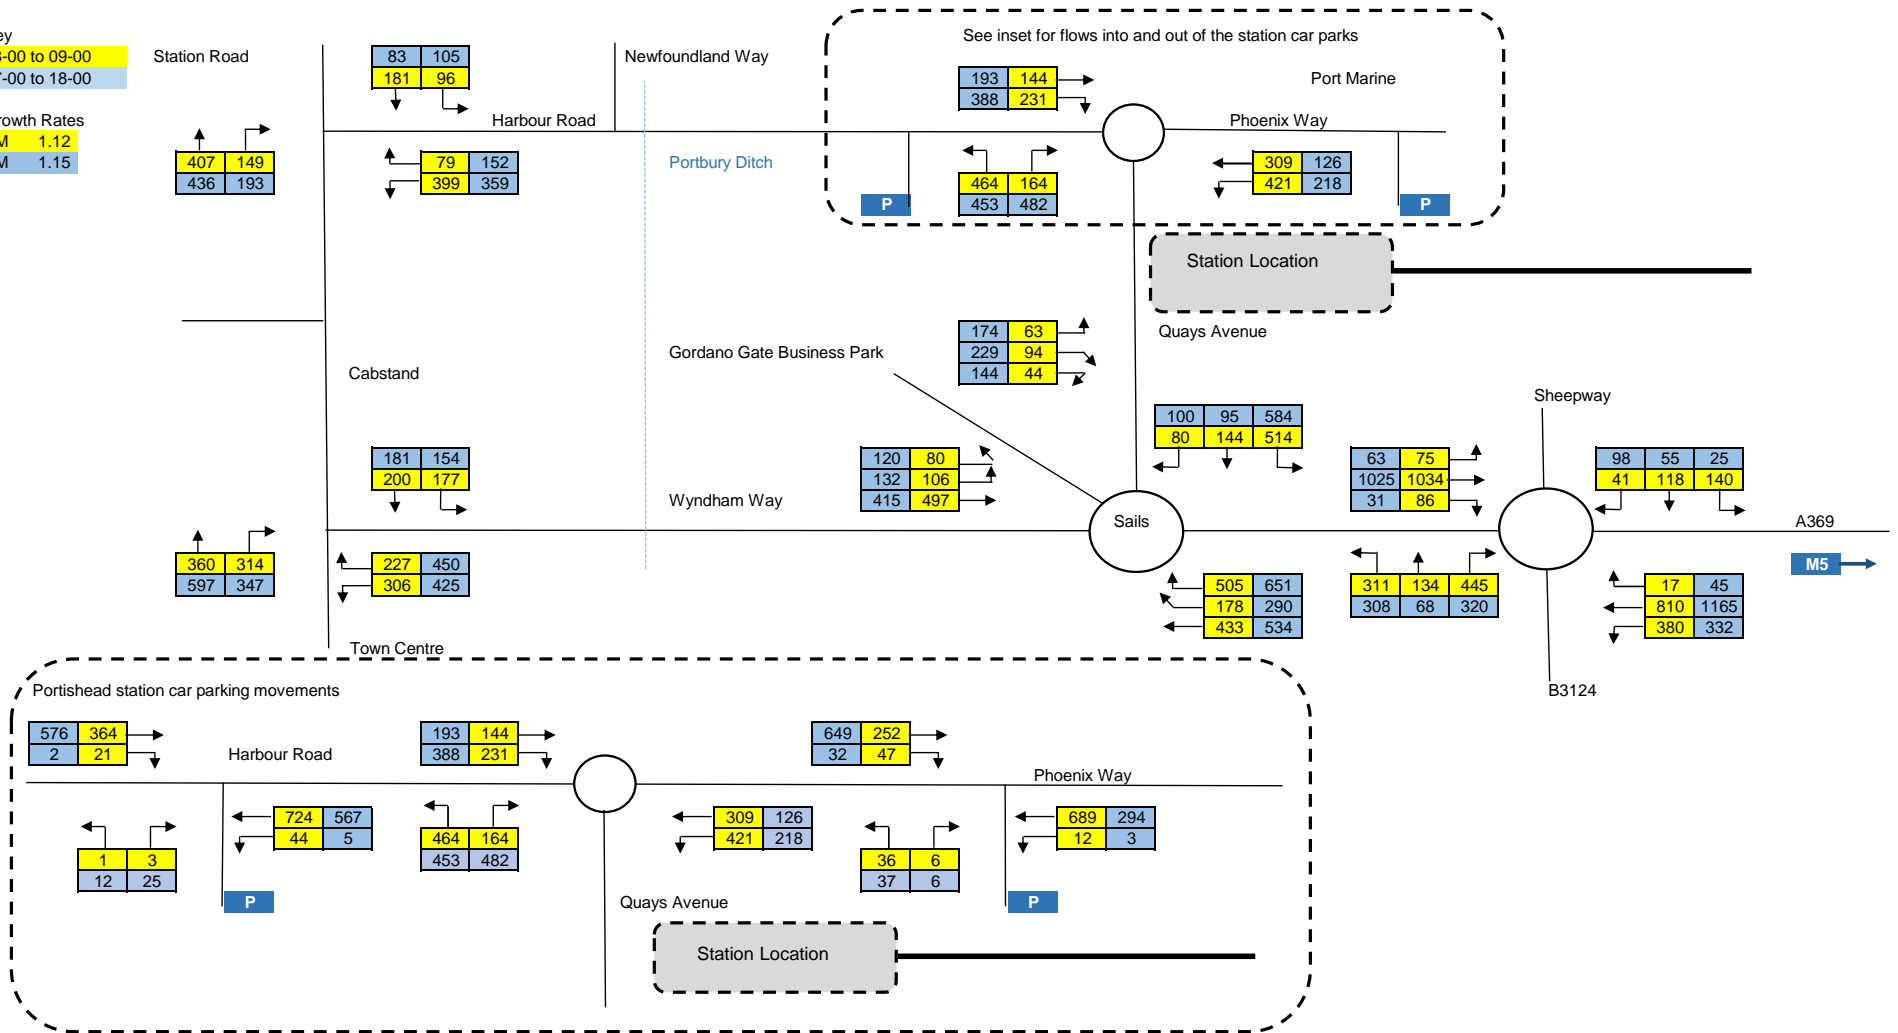 ey
-00 to 09-00
-00 to 18-00
rowth Rates
M 1.12
M 1.15
Station Road
83 105
181 96
Newfoundland Way
See inset for flows into and out of the station car parks
193 144
388 231
Port Marine
Harbour Road
Phoenix Way
407 149
436 193
79 152
399 359
Portbury Ditch
464 164
453 482
309 126
421 218
P
P
Station Location
Quays Avenue
174 63
229 94
144 44
Gordano Gate Business Park
Cabstand
Sheepway
100 95 584
80 144 514
181 154
200 177
120 80
132 106
415 497
63 75
1025 1034
31 86
98 55 25
41 118 140
Wyndham Way
Sails
A369
M5
360 314
597 347
227 450
306 425
505 651
178 290
433 534
311 134 445
308 68 320
17 45
810 1165
380 332
Town Centre
B3124
Portishead station car parking movements
576 364
2 21
Harbour Road
193 144
388 231
649 252
32 47
Phoenix Way
1 3
12 25
724 567
44 5
464 164
453 482
309 126
421 218
36 6
37 6
689 294
12 3
P
Quays Avenue
P
Station Location